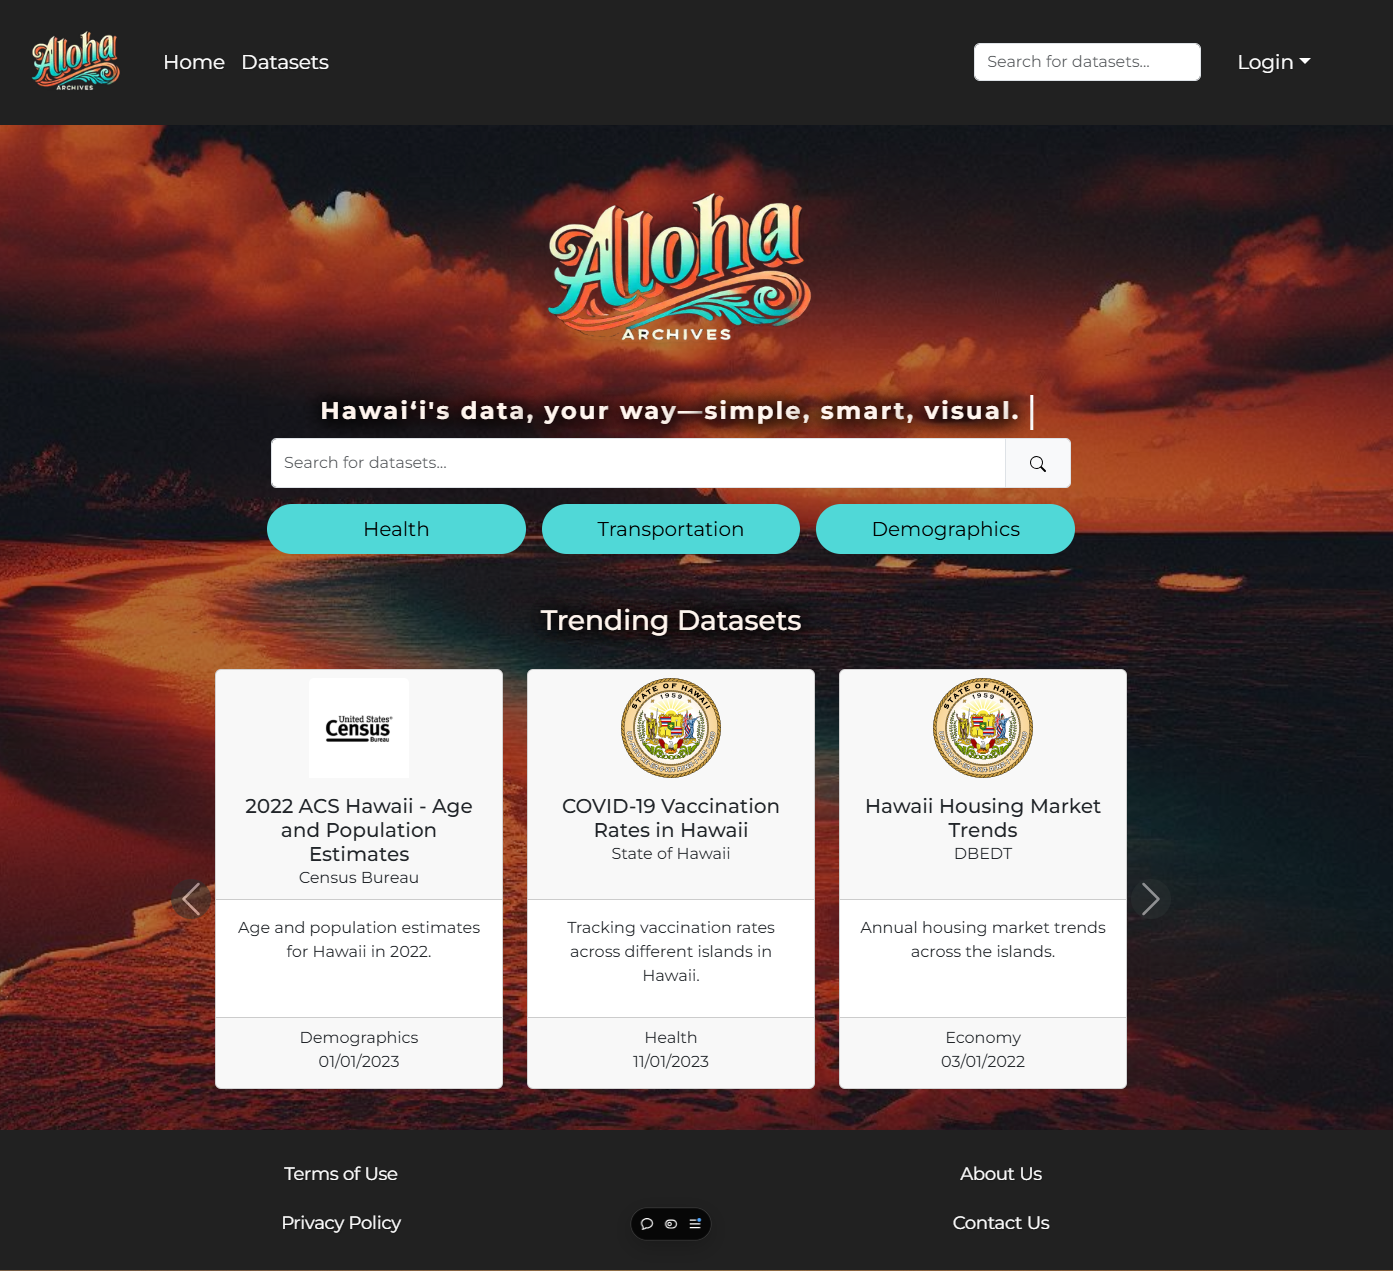 Aloha
ARCHIVES
Home
Datasets
Search for datasets...
Login
Aloha
ARCHIVES
Hawaiʻi's data, your way—simple, smart, visual.
Search for datasets...
Health
Transportation
Demographics
Trending Datasets
United States®
Census
Bureau
2022 ACS Hawaii - Age
and Population
Estimates
Census Bureau
Age and population estimates
for Hawaii in 2022.
Demographics
01/01/2023
STATE OF HAWAII
1959
COVID-19 Vaccination
Rates in Hawaii
State of Hawaii
Tracking vaccination rates
across different islands in
Hawaii.
Health
11/01/2023
STATE OF HAWAII
1959
Hawaii Housing Market
Trends
DBEDT
Annual housing market trends
across the islands.
Economy
03/01/2022
Terms of Use
Privacy Policy
About Us
Contact Us